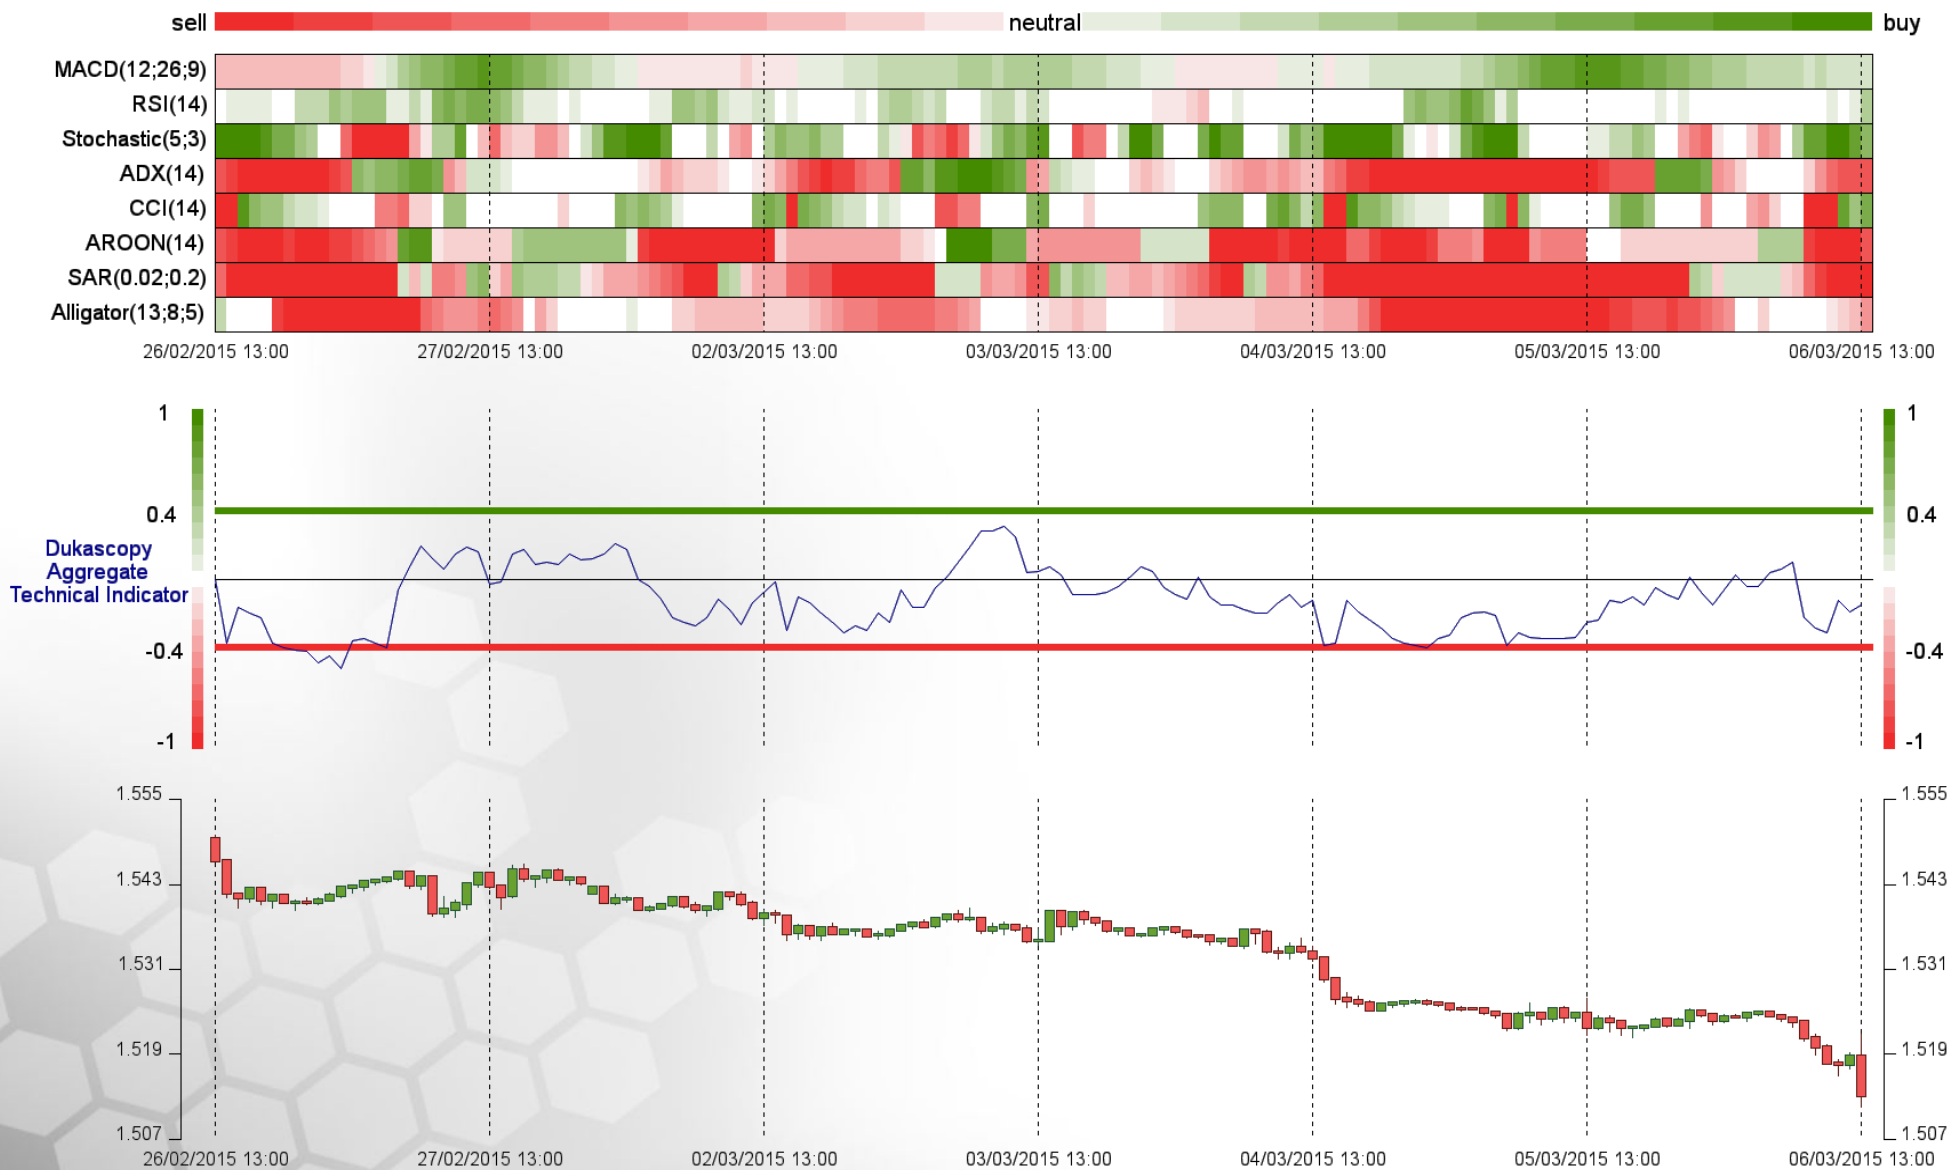 sell neutral buy
MACD(12;26;9)
RSI(14)
Stochastic(5;3)
ADX(14)
CCI(14)
AROON(14)
SAR(0.02;0.2)
Alligator(13;8;5)
26/02/2015 13:00 27/02/2015 13:00 02/03/2015 13:00 03/03/2015 13:00 04/03/2015 13:00 05/03/2015 13:00 06/03/2015 13:00
1 1
0.4 0.4
Dukascopy
Aggregate
Technical Indicator
-0.4 -0.4
-1 -1
1.555 1.555
1.543 1.543
1.531 1.531
1.519 1.519
1.507 1.507
26/02/2015 13:00 27/02/2015 13:00 02/03/2015 13:00 03/03/2015 13:00 04/03/2015 13:00 05/03/2015 13:00 06/03/2015 13:00